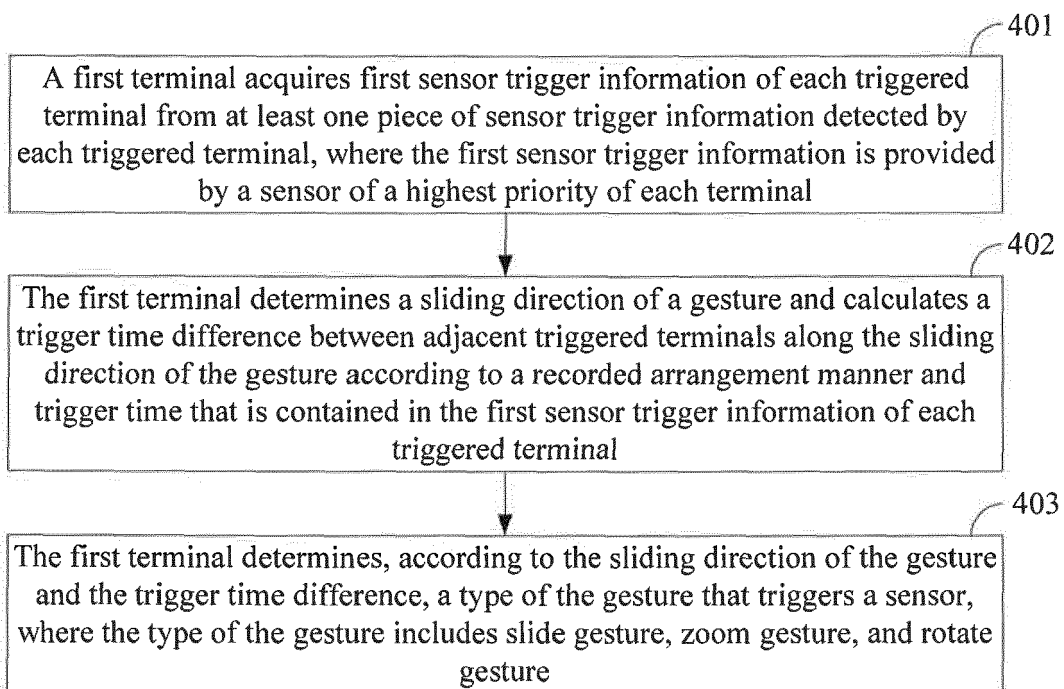 401
A first terminal acquires first sensor trigger information of each triggered
terminal from at least one piece of sensor trigger information detected by
each triggered terminal, where the first sensor trigger information is provided
by a sensor of a highest priority of each terminal
402
The first terminal determines a sliding direction of a gesture and calculates a
trigger time difference between adjacent triggered terminals along the sliding
direction of the gesture according to a recorded arrangement manner and
trigger time that is contained in the first sensor trigger information of each
triggered terminal
403
The first terminal determines, according to the sliding direction of the gesture
and the trigger time difference, a type of the gesture that triggers a sensor,
where the type of the gesture includes slide gesture, zoom gesture, and rotate
gesture